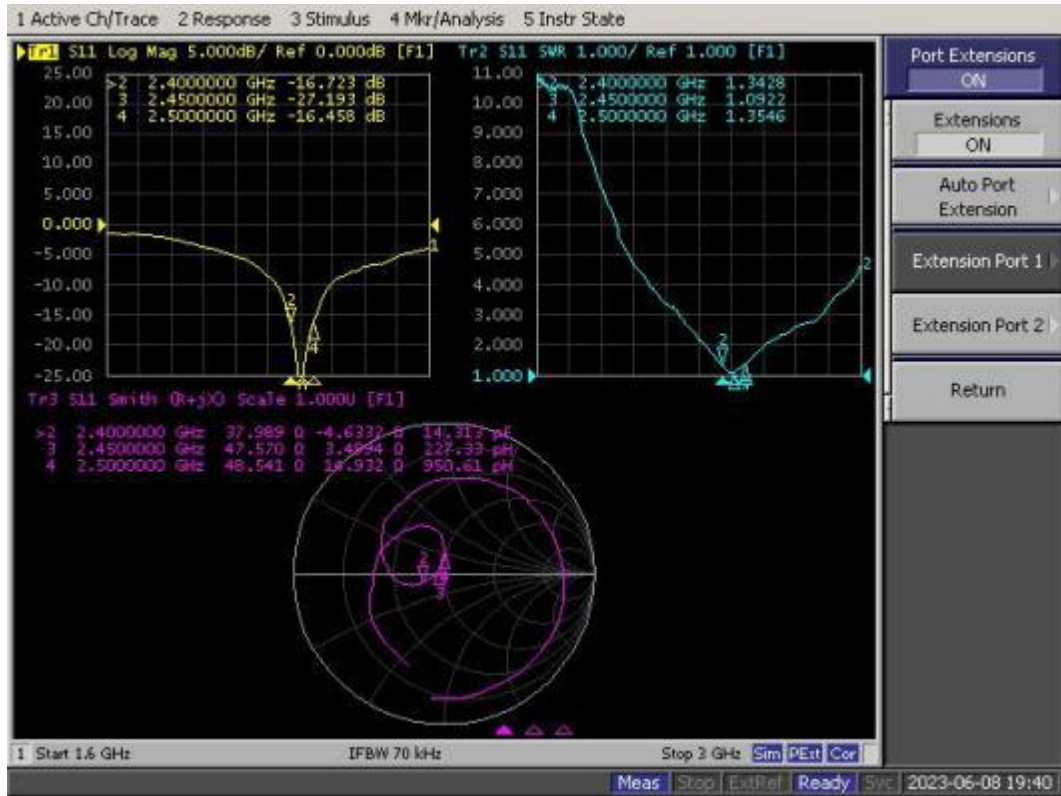 1 Active Ch/Trace 2 Response 3 Stimulus 4 Mkr/Analysis 5 Instr State
Tr1 S11 Log Mag 5.000dB/ Ref 0.000dB [F1]
25.00
20.00
15.00
10.00
5.000
0.000
-5.000
-10.00
-15.00
-20.00
-25.00
>2 2.4000000 GHz -16.723 dB
3 2.4500000 GHz -27.193 dB
4 2.5000000 GHz -16.458 dB
2
4
1
Tr2 S11 SWR 1.000/ Ref 1.000 [F1]
11.00
10.00
9.000
8.000
7.000
6.000
5.000
4.000
3.000
2.000
1.000
>2 2.4000000 GHz 1.3428
3 2.4500000 GHz 1.0922
4 2.5000000 GHz 1.3546
2
2
Tr3 S11 Smith (R+jX) Scale 1.000U [F1]
>2 2.4000000 GHz 37.989 Ω -4.6332 Ω 14.313 pF
3 2.4500000 GHz 47.570 Ω 3.4994 Ω 227.33 pH
4 2.5000000 GHz 48.541 Ω 14.932 Ω 950.61 pH
2
3
Port Extensions
ON
Extensions
ON
Auto Port
Extension
Extension Port 1
Extension Port 2
Return
1 Start 1.6 GHz IFBW 70 kHz Stop 3 GHz Sim PExt Cor
Meas Stop ExtRef Ready Svc 2023-06-08 19:40